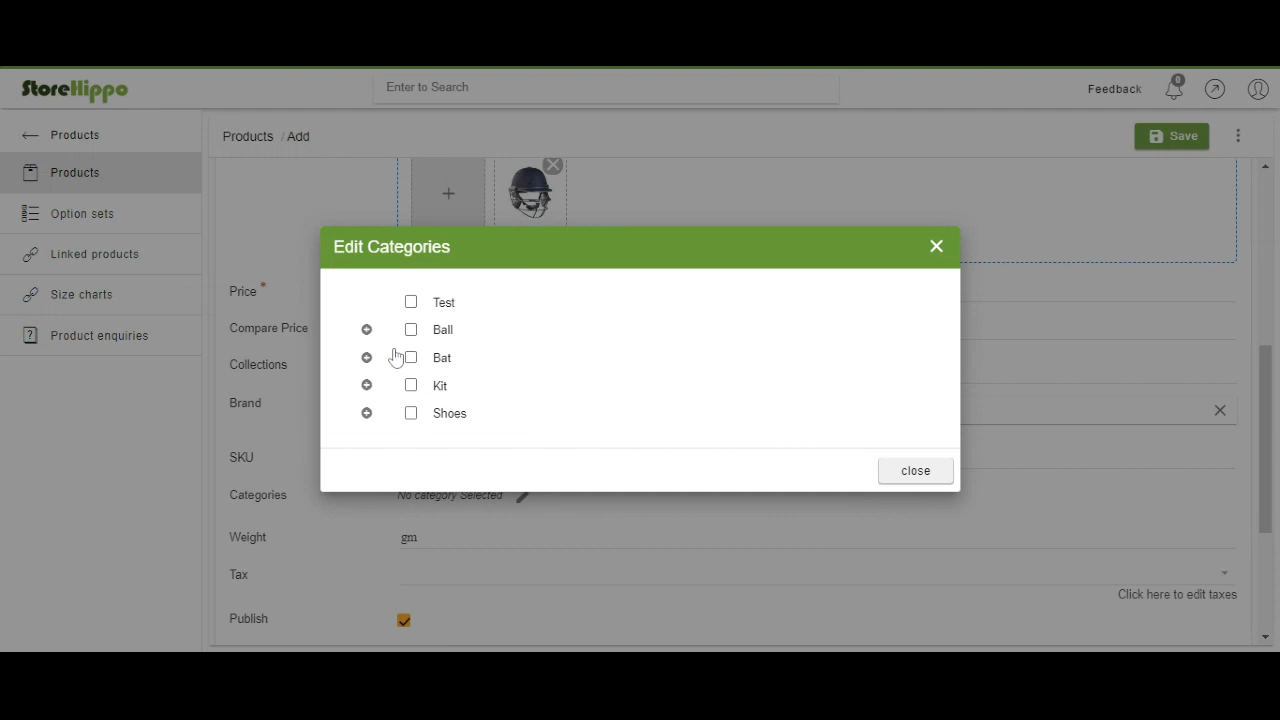 StoreHippo
Enter to Search
Feedback
0
Products
Products
Option sets
Linked products
Size charts
Product enquiries
Products / Add
Save
Edit Categories
Test
Ball
Bat
Kit
Shoes
close
Price *
Compare Price
Collections
Brand
SKU
Categories
No category Selected
Weight
gm
Tax
Click here to edit taxes
Publish